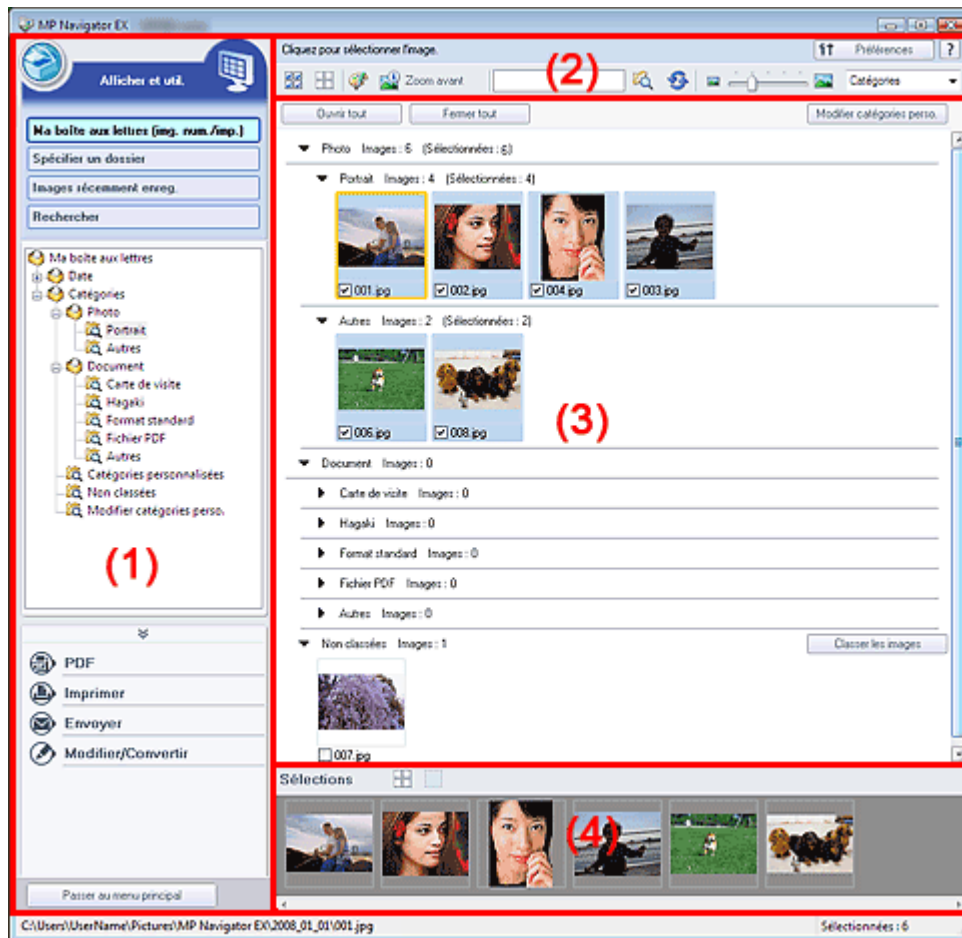 MP Navigator EX
Afficher et util.
Ma boîte aux lettres (img. num./imp.)
Spécifier un dossier
Images récemment enreg.
Rechercher
Ma boîte aux lettres
Date
Catégories
Photo
Portrait
Autres
Document
Carte de visite
Hagaki
Format standard
Fichier PDF
Autres
Catégories personnalisées
Non classées
Modifier catégories perso.
(1)
PDF
Imprimer
Envoyer
Modifier/Convertir
Passer au menu principal
Cliquez pour sélectionner l'image.
Préférences
?
Zoom avant
(2)
Catégories
Ouvrir tout
Fermer tout
Modifier catégories perso.
Photo Images : 6 (Sélectionnées : 6)
Portrait Images : 4 (Sélectionnées : 4)
001.jpg
002.jpg
004.jpg
003.jpg
Autres Images : 2 (Sélectionnées : 2)
006.jpg
008.jpg
(3)
Document Images : 0
Carte de visite Images : 0
Hagaki Images : 0
Format standard Images : 0
Fichier PDF Images : 0
Autres Images : 0
Non classées Images : 1
Classer les images
007.jpg
Sélections
(4)
C:\Users\UserName\Pictures\MP Navigator EX\2008_01_01\001.jpg
Sélectionnées : 6